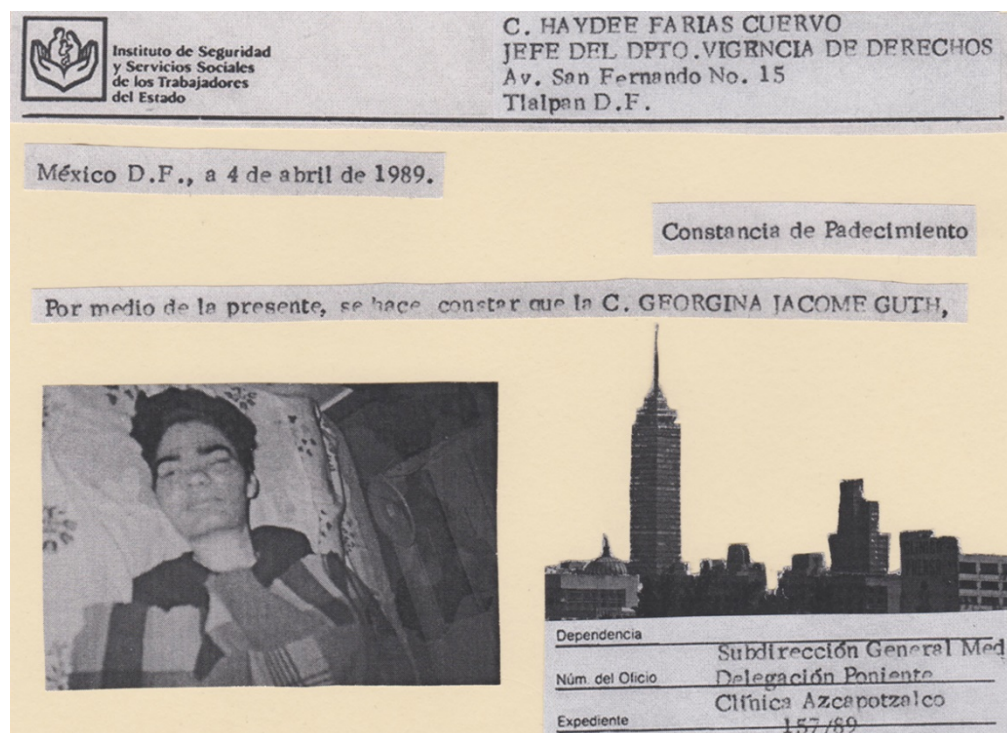 Instituto de Seguridad
y Servicios Sociales
de los Trabajadores
del Estado
C. HAYDEE FARIAS CUERVO
JEFE DEL DPTO.VIGENCIA DE DERECHOS
Av. San Fernando No. 15
Tlalpan D.F.
México D.F., a 4 de abril de 1989.
Constancia de Padecimiento
Por medio de la presente, se hace constar que la C. GEORGINA JACOME GUTH,
Dependencia
Subdirección General Med
Núm. del Oficio
Delegación Poniente
Clínica Azcapotzalco
Expediente
157/89